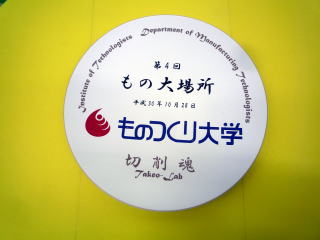 Institute of Technologists Department of Manufacturing Technologists
第4回
もの大場所
平成30年10月28日
ものつくり大学
切削魂
Takeo-Lab